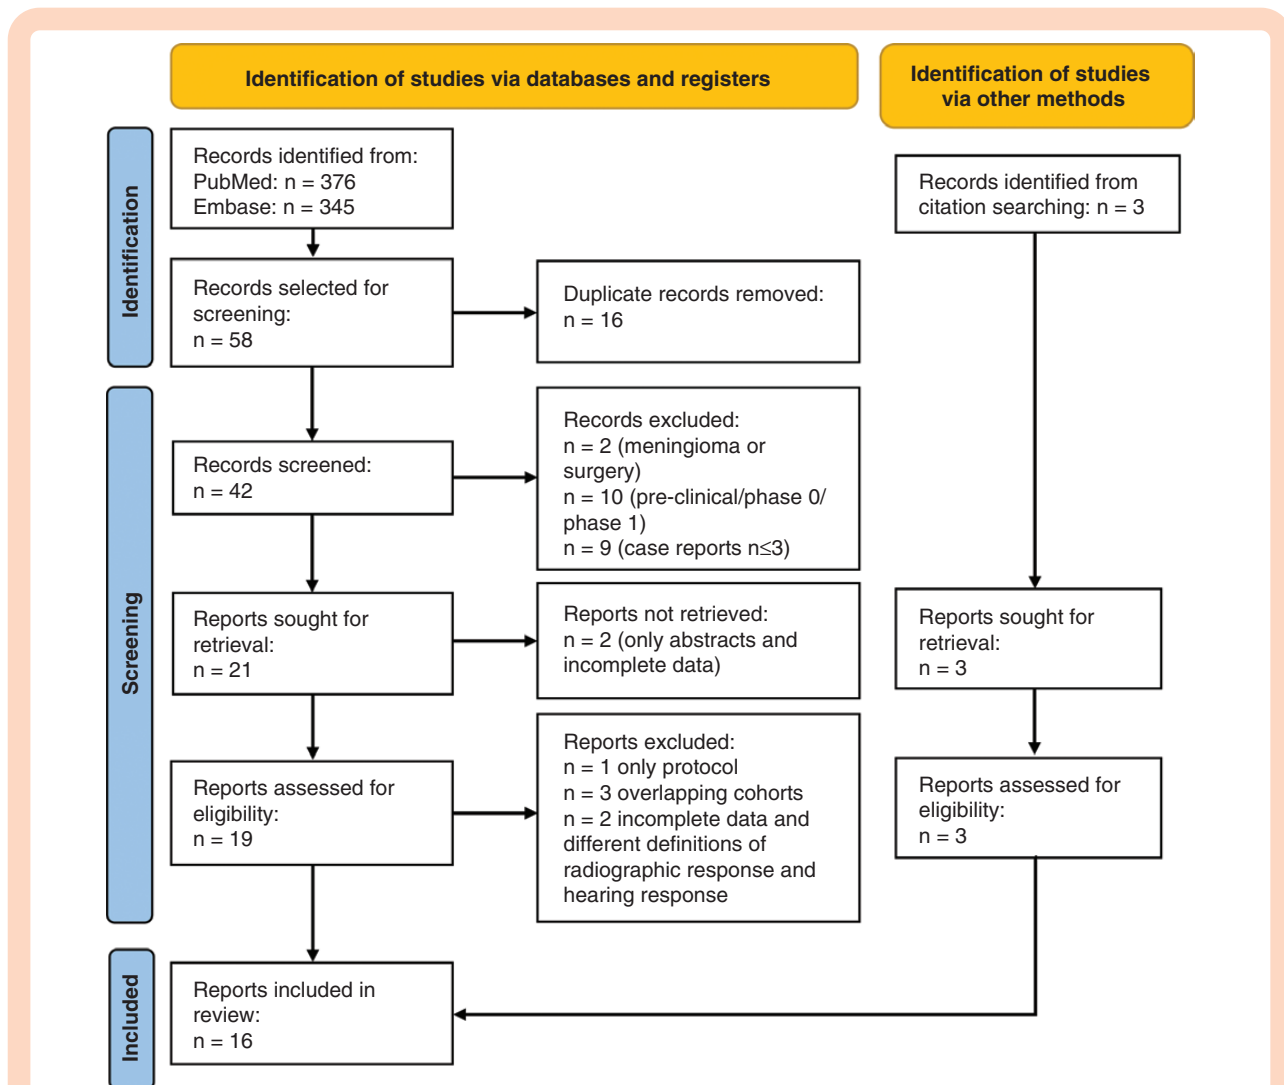 Identification of studies via databases and registers
Identification of studies
via other methods
Identification
Records identified from:
PubMed: n = 376
Embase: n = 345
Records identified from
citation searching: n = 3
Records selected for
screening:
n = 58
Duplicate records removed:
n = 16
Screening
Records screened:
n = 42
Records excluded:
n = 2 (meningioma or
surgery)
n = 10 (pre-clinical/phase 0/
phase 1)
n = 9 (case reports n≤3)
Reports sought for
retrieval:
n = 21
Reports not retrieved:
n = 2 (only abstracts and
incomplete data)
Reports sought for
retrieval:
n = 3
Reports assessed for
eligibility:
n = 19
Reports excluded:
n = 1 only protocol
n = 3 overlapping cohorts
n = 2 incomplete data and
different definitions of
radiographic response and
hearing response
Reports assessed for
eligibility:
n = 3
Included
Reports included in
review:
n = 16